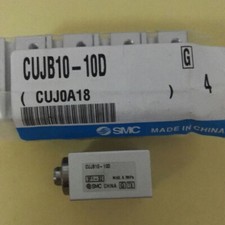 CUJB10-10D
G
( CUJ0A18 ) 4
SMC
MADE IN CHINA
CUJB10-10D
SMC CHINA